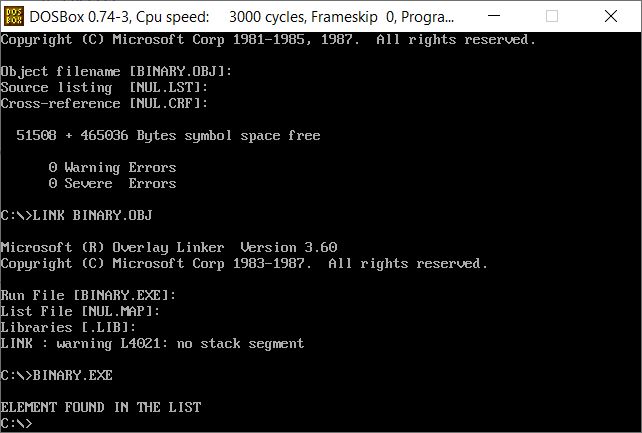 DOSBox 0.74-3, Cpu speed: 3000 cycles, Frameskip 0, Progra...
Copyright (C) Microsoft Corp 1981-1985, 1987. All rights reserved.
Object filename [BINARY.OBJ]:
Source listing [NUL.LST]:
Cross-reference [NUL.CRF]:
51508 + 465036 Bytes symbol space free
0 Warning Errors
0 Severe Errors
C:\>LINK BINARY.OBJ
Microsoft (R) Overlay Linker Version 3.60
Copyright (C) Microsoft Corp 1983-1987. All rights reserved.
Run File [BINARY.EXE]:
List File [NUL.MAP]:
Libraries [.LIB]:
LINK : warning L4021: no stack segment
C:\>BINARY.EXE
ELEMENT FOUND IN THE LIST
C:\>